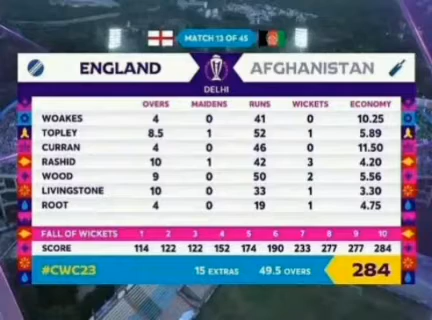 MATCH 13 OF 45
ENGLAND AFGHANISTAN
DELHI
OVERS MAIDENS RUNS WICKETS ECONOMY
WOAKES 4 0 41 0 10.25
TOPLEY 8.5 1 52 1 5.89
CURRAN 4 0 46 0 11.50
RASHID 10 1 42 3 4.20
WOOD 9 0 50 2 5.56
LIVINGSTONE 10 0 33 1 3.30
ROOT 4 0 19 1 4.75
FALL OF WICKETS 1 2 3 4 5 6 7 8 9 10
SCORE 114 122 122 152 174 190 233 277 277 284
#CWC23 15 EXTRAS 49.5 OVERS 284